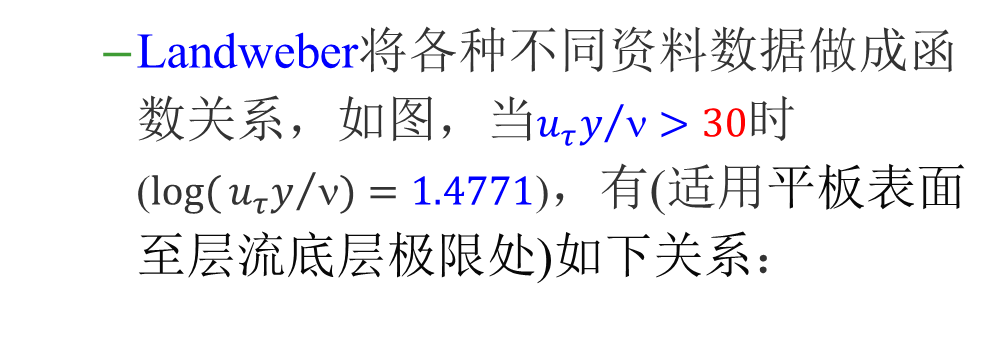 –Landweber将各种不同资料数据做成函
数关系，如图，当u_τ y/ν > 30时
(log( u_τ y/ν) = 1.4771)，有(适用平板表面
至层流底层极限处)如下关系：